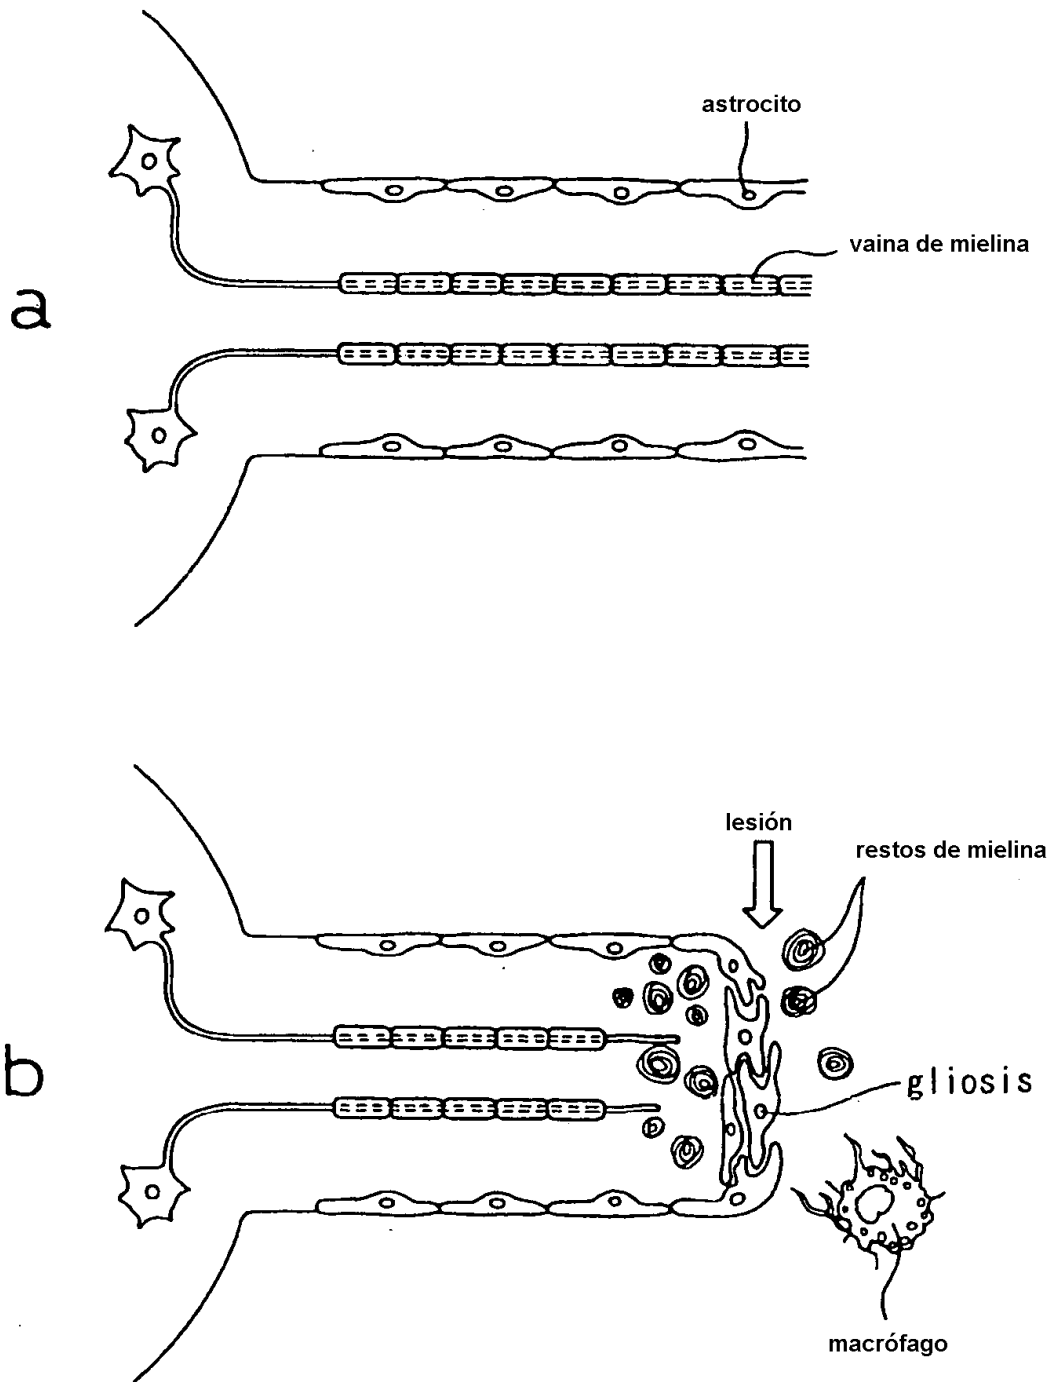 astrocito
vaina de mielina
a
lesión
restos de mielina
b
gliosis
macrófago